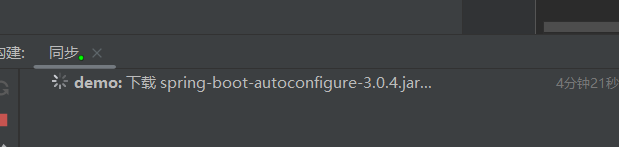 构建: 同步
demo: 下载 spring-boot-autoconfigure-3.0.4.jar... 4分钟21秒